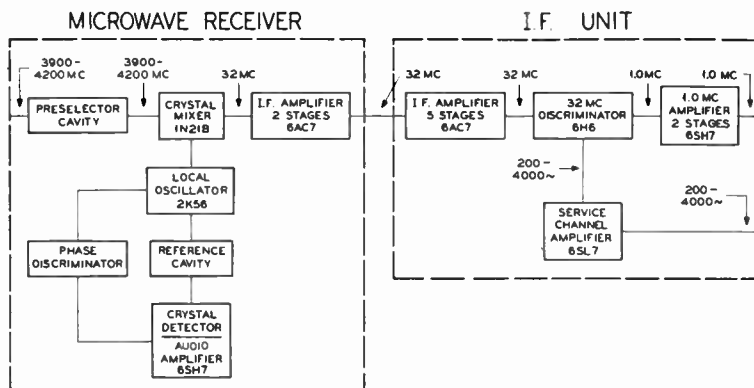 MICROWAVE RECEIVER
I.F. UNIT
3900-
4200 MC
3900-
4200 MC
32 MC
32 MC
32 MC
1.0 MC
1.0 MC
PRESELECTOR
CAVITY
CRYSTAL
MIXER
1N21B
I.F. AMPLIFIER
2 STAGES
6AC7
I.F. AMPLIFIER
5 STAGES
6AC7
32 MC
DISCRIMINATOR
6H6
1.0 MC
AMPLIFIER
2 STAGES
6SH7
LOCAL
OSCILLATOR
2K56
200-
4000~
200-
4000~
SERVICE
CHANNEL
AMPLIFIER
6SL7
PHASE
DISCRIMINATOR
REFERENCE
CAVITY
CRYSTAL
DETECTOR
AUDIO
AMPLIFIER
6SH7